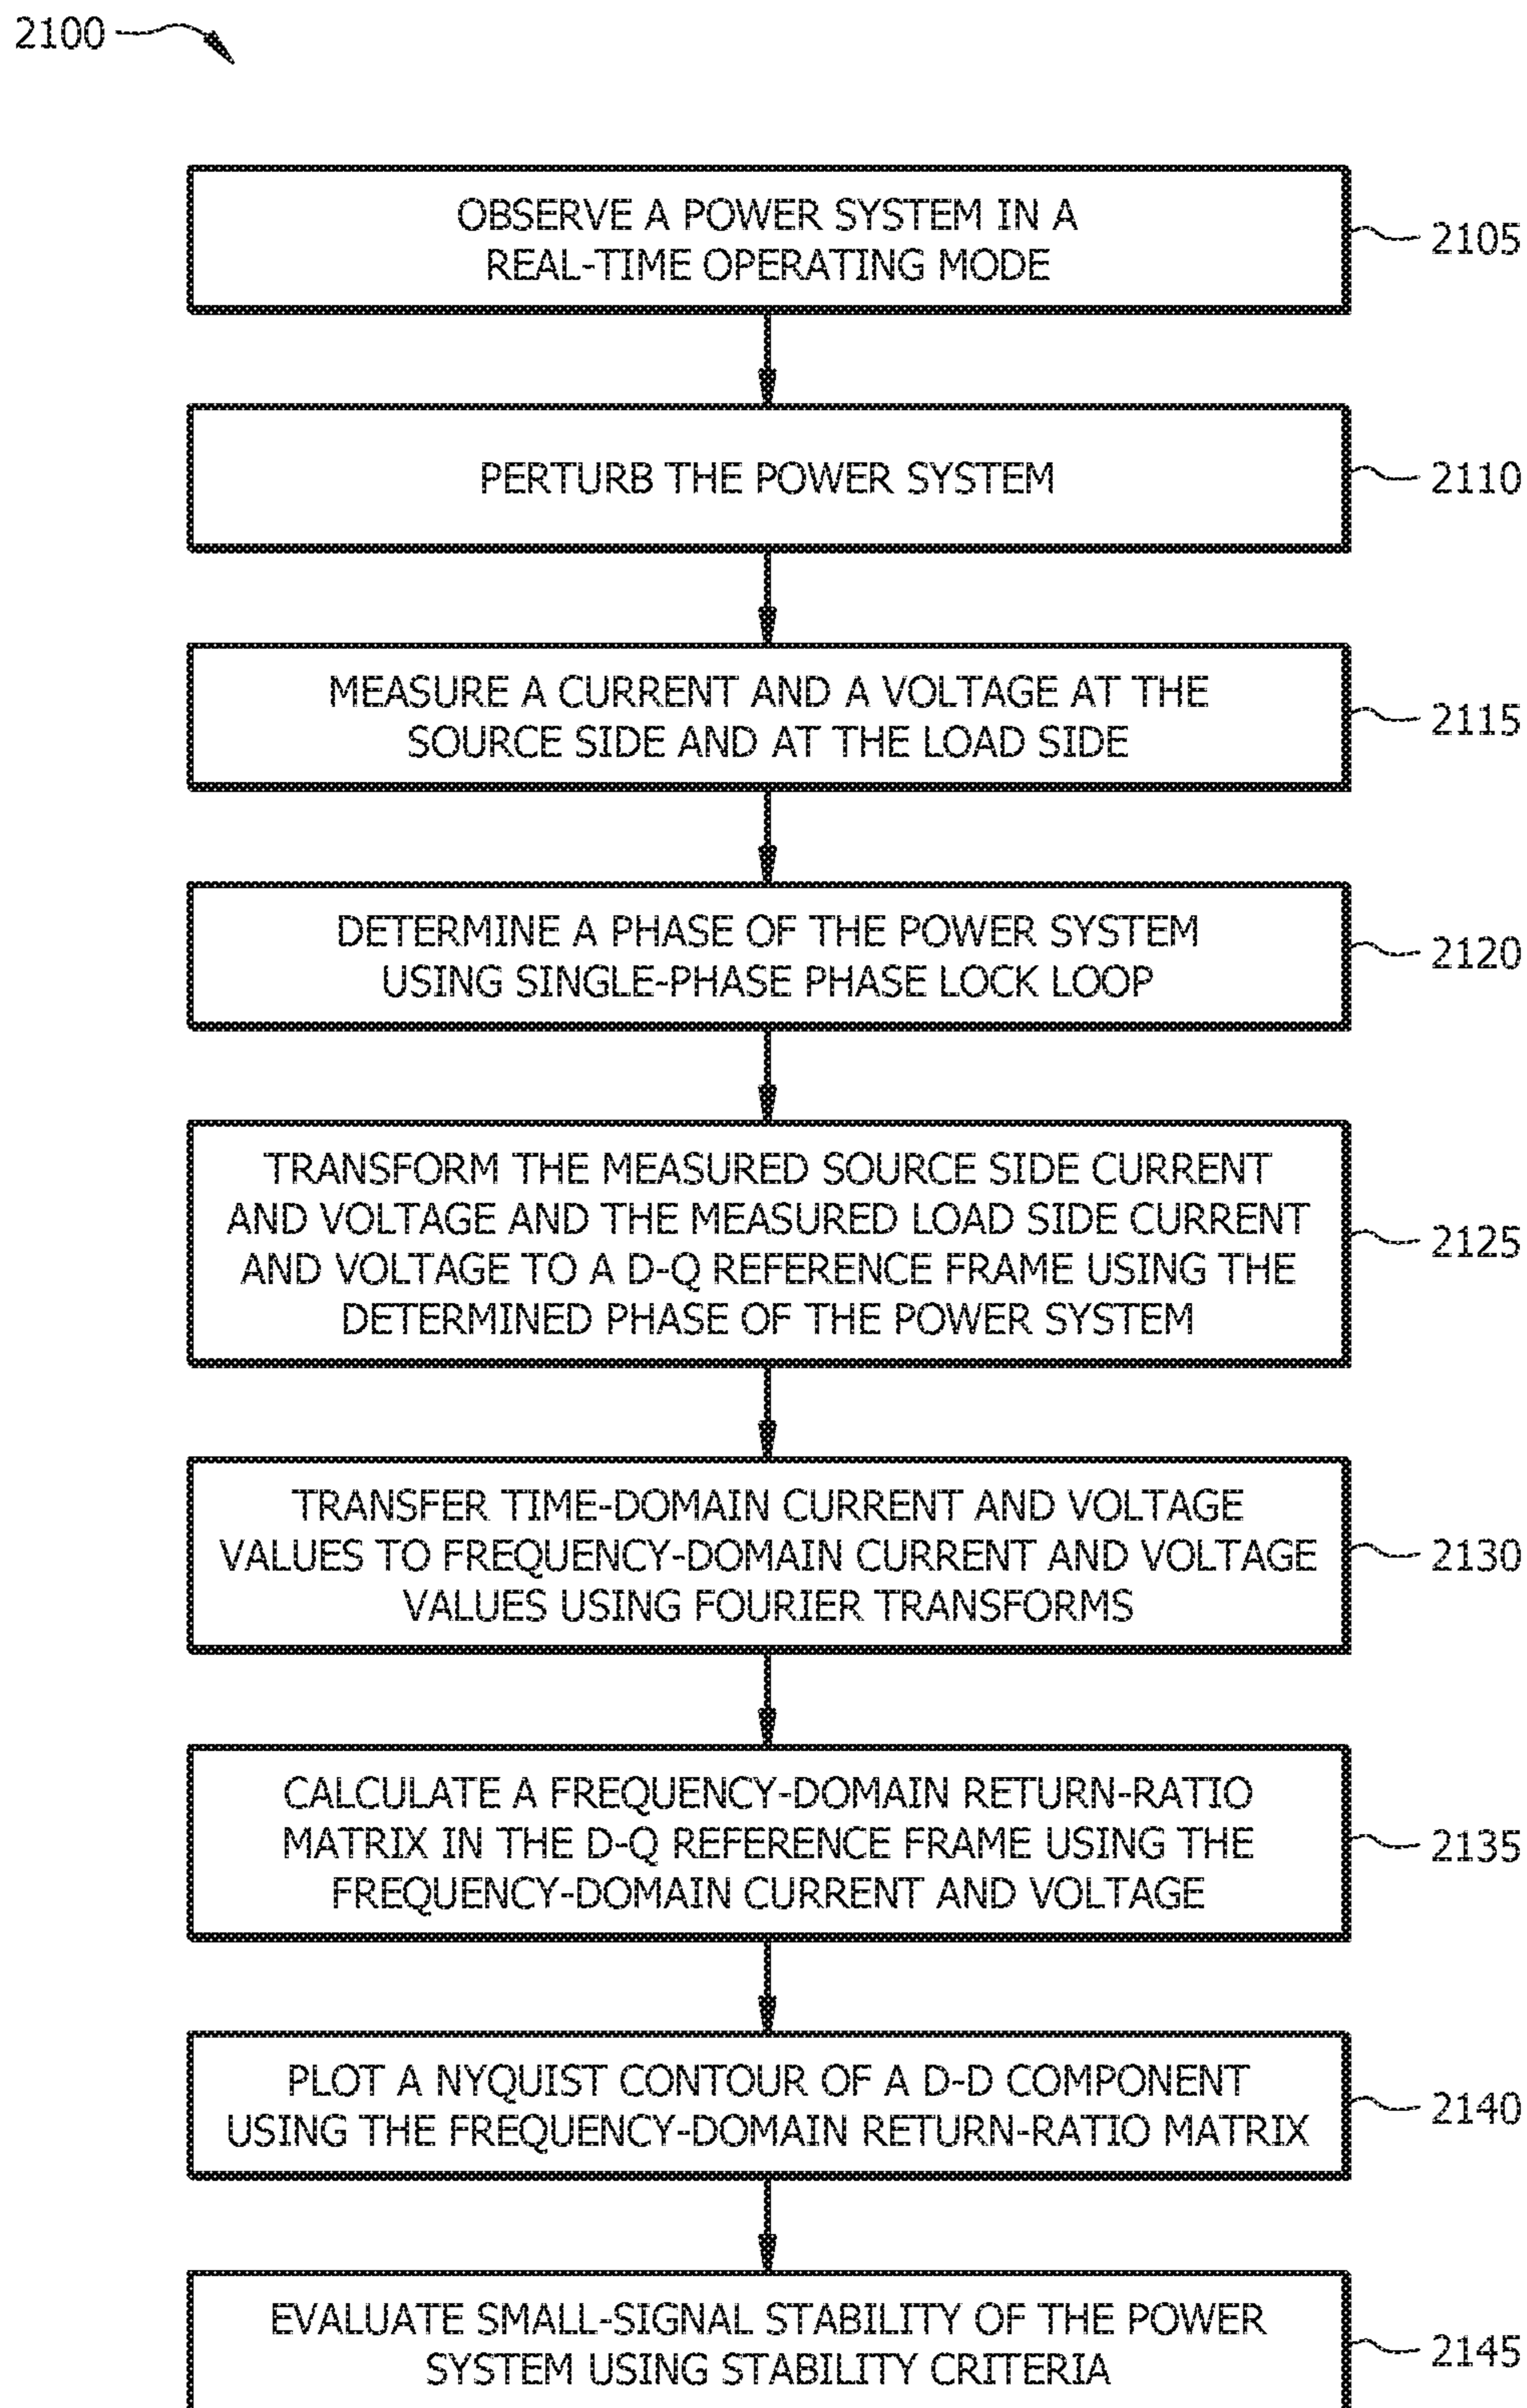 2100
OBSERVE A POWER SYSTEM IN A
REAL-TIME OPERATING MODE
2105
PERTURB THE POWER SYSTEM
2110
MEASURE A CURRENT AND A VOLTAGE AT THE
SOURCE SIDE AND AT THE LOAD SIDE
2115
DETERMINE A PHASE OF THE POWER SYSTEM
USING SINGLE-PHASE PHASE LOCK LOOP
2120
TRANSFORM THE MEASURED SOURCE SIDE CURRENT
AND VOLTAGE AND THE MEASURED LOAD SIDE CURRENT
AND VOLTAGE TO A D-Q REFERENCE FRAME USING THE
DETERMINED PHASE OF THE POWER SYSTEM
2125
TRANSFER TIME-DOMAIN CURRENT AND VOLTAGE
VALUES TO FREQUENCY-DOMAIN CURRENT AND VOLTAGE
VALUES USING FOURIER TRANSFORMS
2130
CALCULATE A FREQUENCY-DOMAIN RETURN-RATIO
MATRIX IN THE D-Q REFERENCE FRAME USING THE
FREQUENCY-DOMAIN CURRENT AND VOLTAGE
2135
PLOT A NYQUIST CONTOUR OF A D-D COMPONENT
USING THE FREQUENCY-DOMAIN RETURN-RATIO MATRIX
2140
EVALUATE SMALL-SIGNAL STABILITY OF THE POWER
SYSTEM USING STABILITY CRITERIA
2145